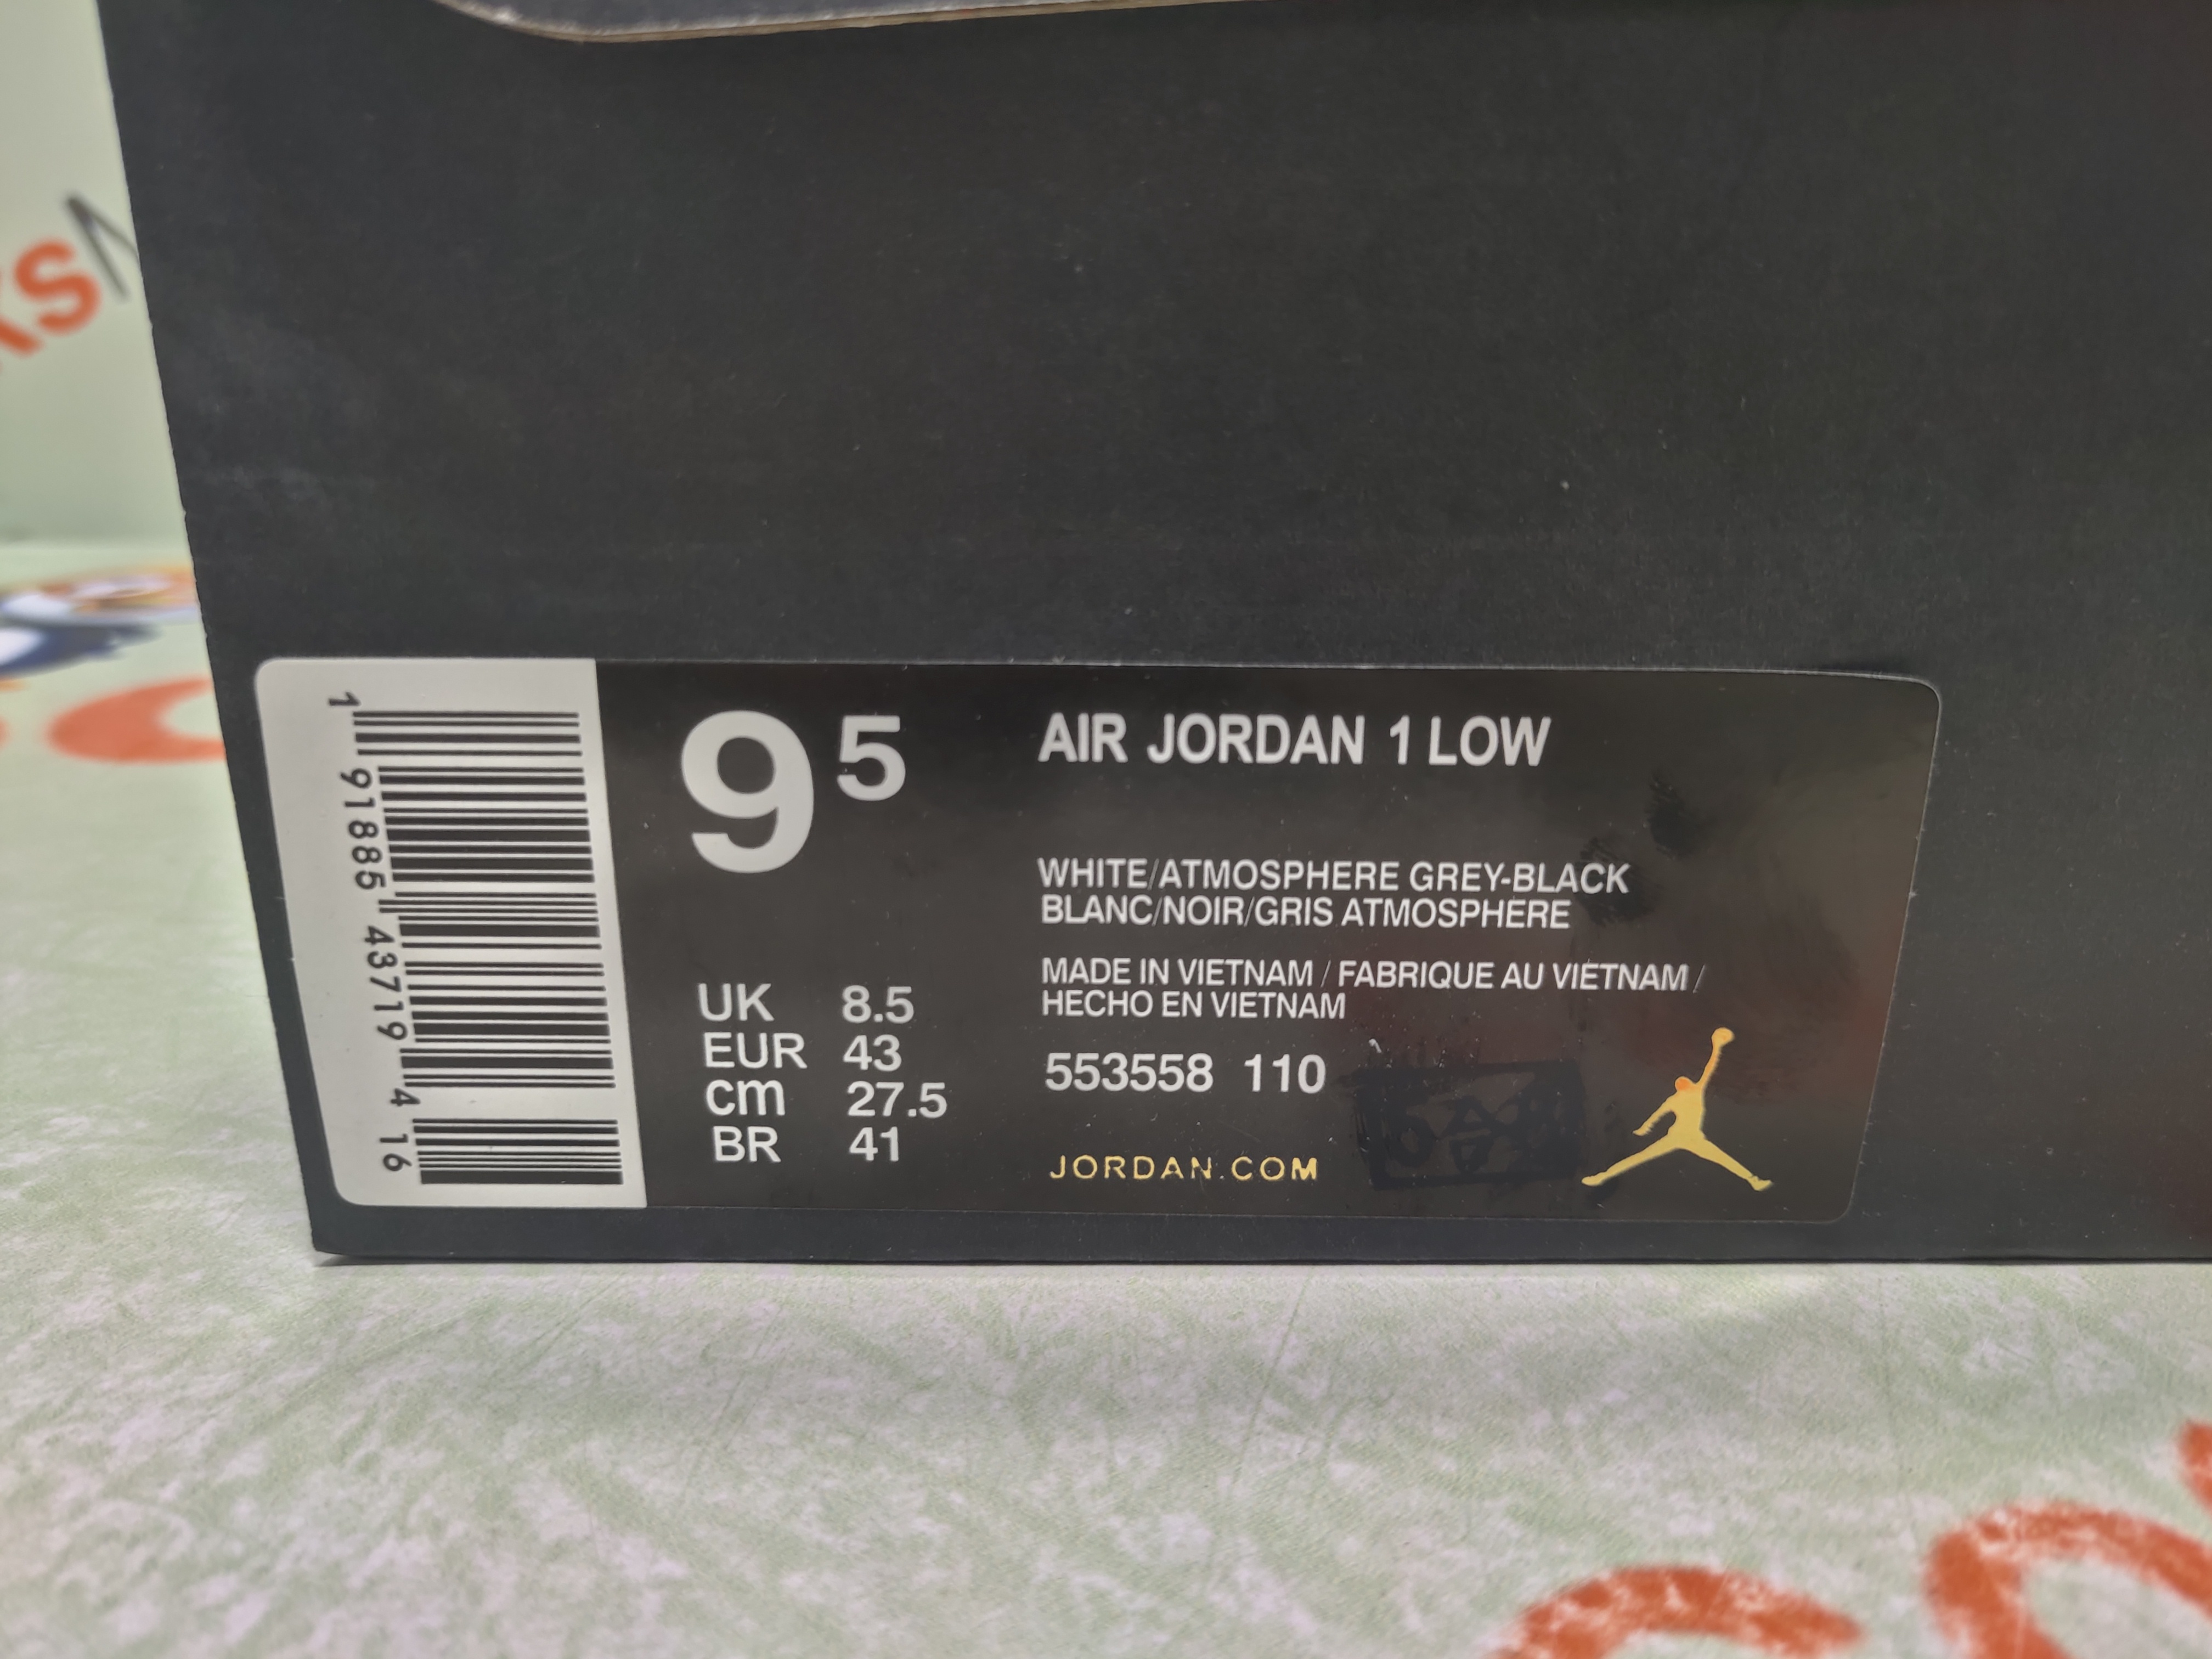 1 91885 43719 4 16
9 5
UK 8.5
EUR 43
cm 27.5
BR 41
AIR JORDAN 1 LOW
WHITE/ATMOSPHERE GREY-BLACK
BLANC/NOIR/GRIS ATMOSPHERE
MADE IN VIETNAM / FABRIQUE AU VIETNAM /
HECHO EN VIETNAM
553558 110
JORDAN.COM